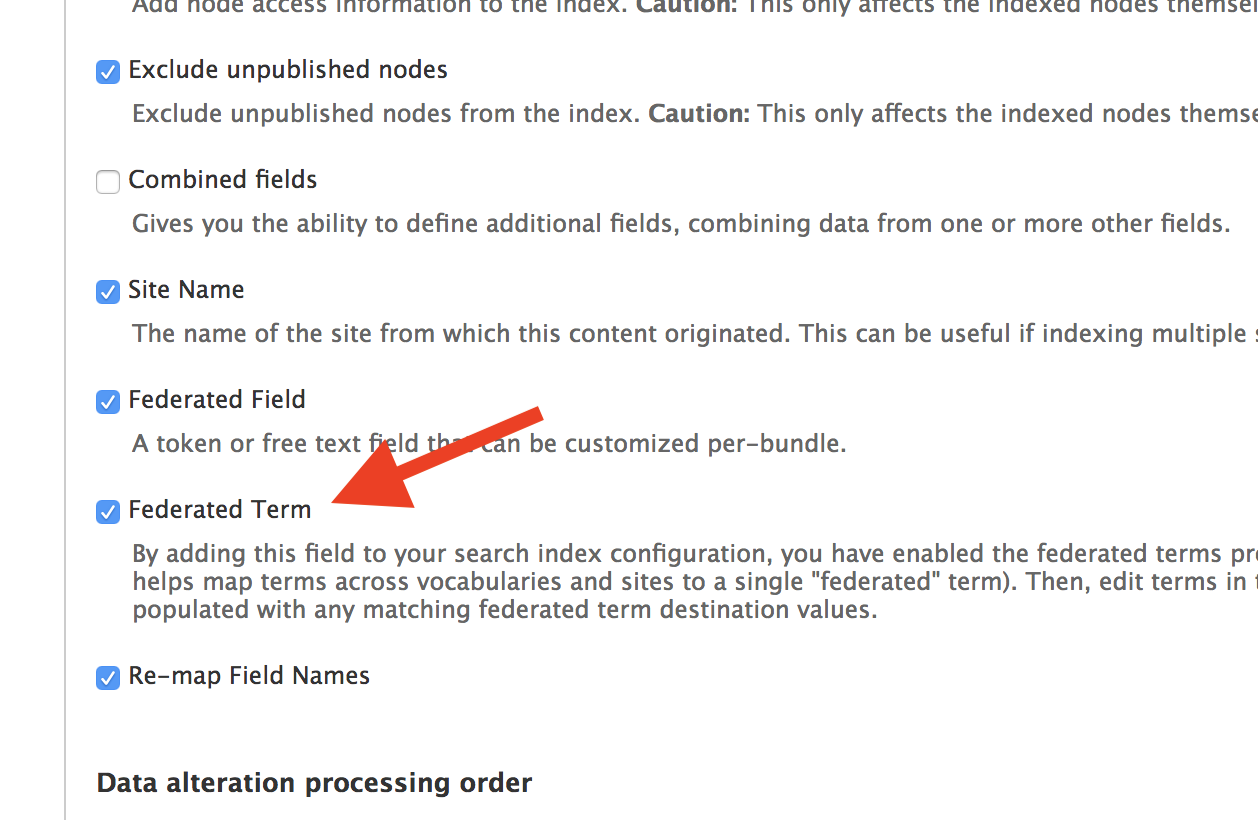 Add node access information to the index. Caution: This only affects the indexed nodes
Exclude unpublished nodes
Exclude unpublished nodes from the index. Caution: This only affects the indexed nodes
Combined fields
Gives you the ability to define additional fields, combining data from one or more other fields.
Site Name
The name of the site from which this content originated. This can be useful if indexing multiple
Federated Field
A token or free text field that can be customized per-bundle.
Federated Term
By adding this field to your search index configuration, you have enabled the federated terms
helps map terms across vocabularies and sites to a single "federated" term). Then, edit terms in
populated with any matching federated term destination values.
Re-map Field Names
Data alteration processing order